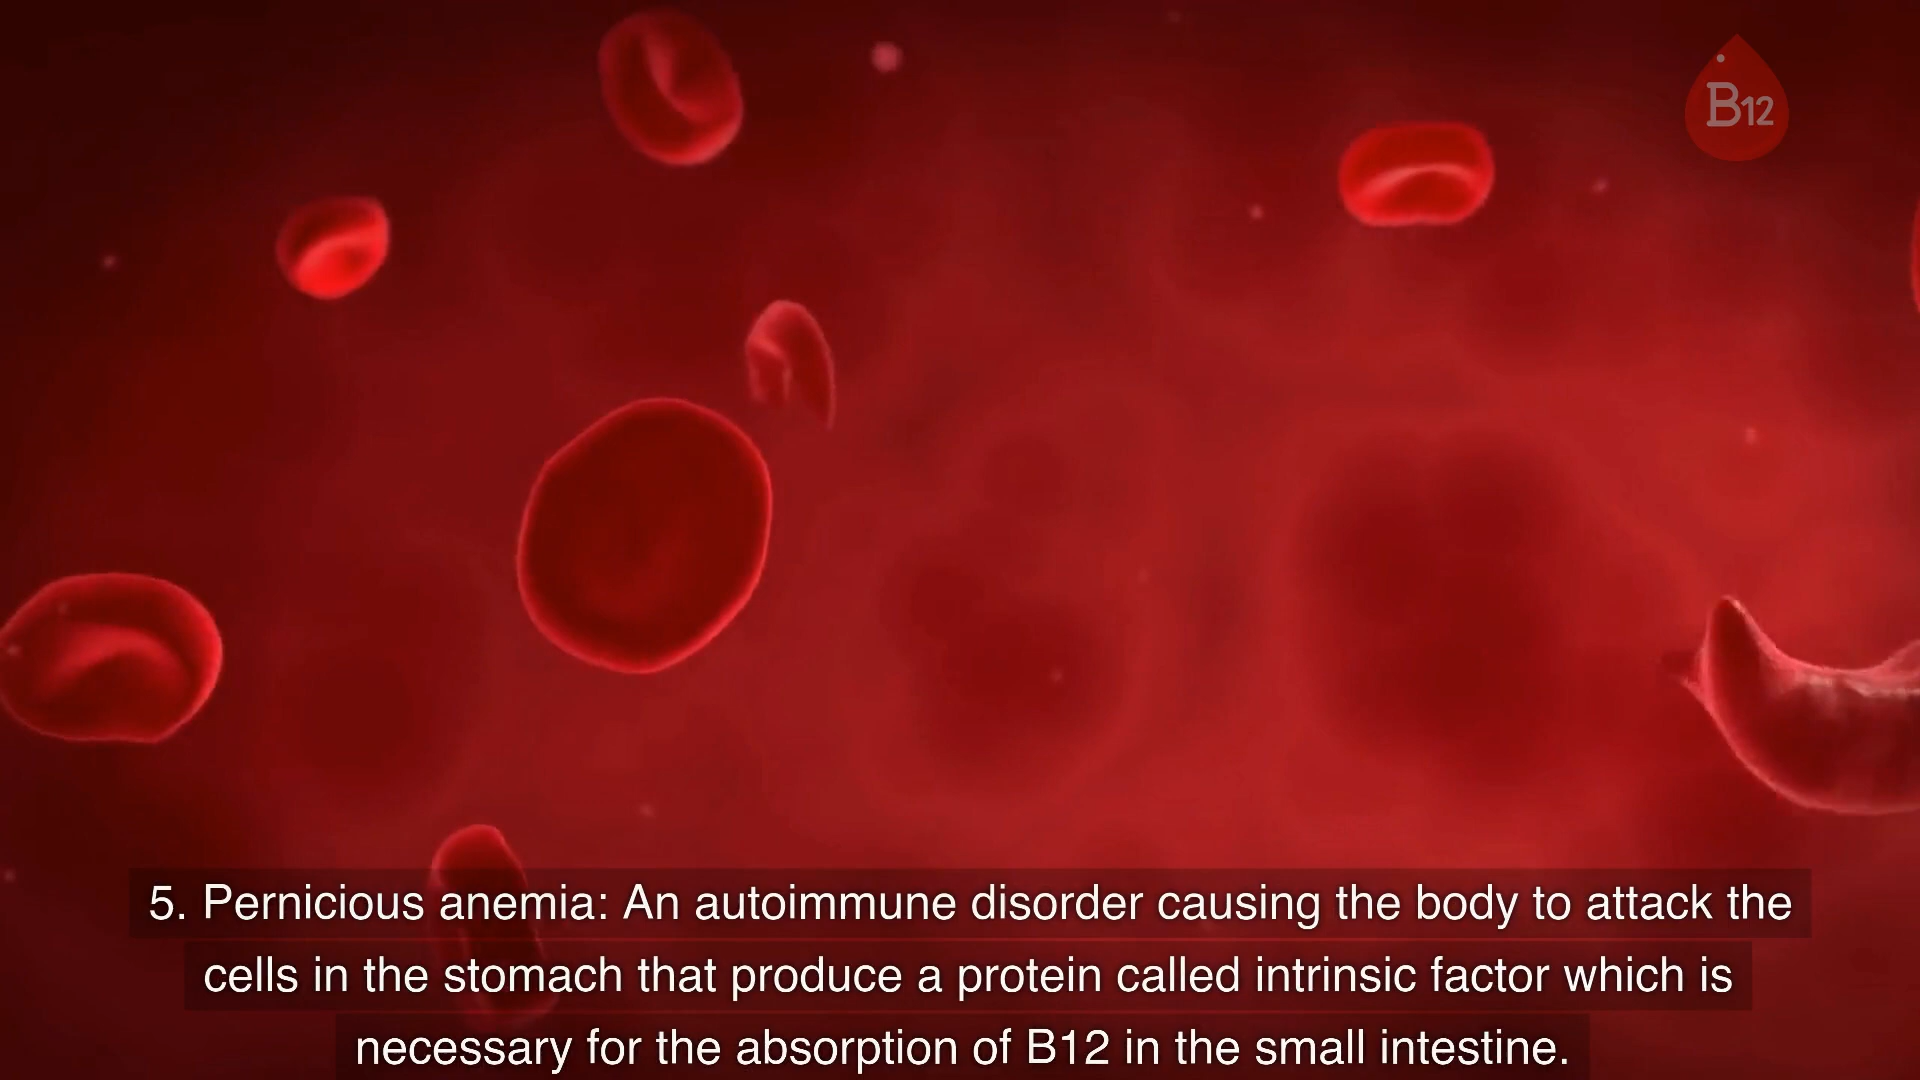 B12
5. Pernicious anemia: An autoimmune disorder causing the body to attack the
cells in the stomach that produce a protein called intrinsic factor which is
necessary for the absorption of B12 in the small intestine.